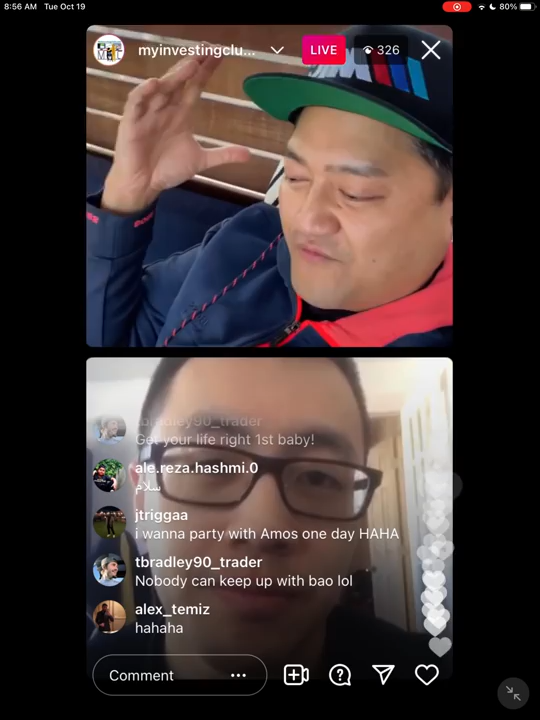 8:56 AM Tue Oct 19
80%
myinvestingclu...
LIVE
326
tbradley90_trader
Get your life right 1st baby!
ale.reza.hashmi.0
سلام
jtriggaa
i wanna party with Amos one day HAHA
tbradley90_trader
Nobody can keep up with bao lol
alex_temiz
hahaha
Comment